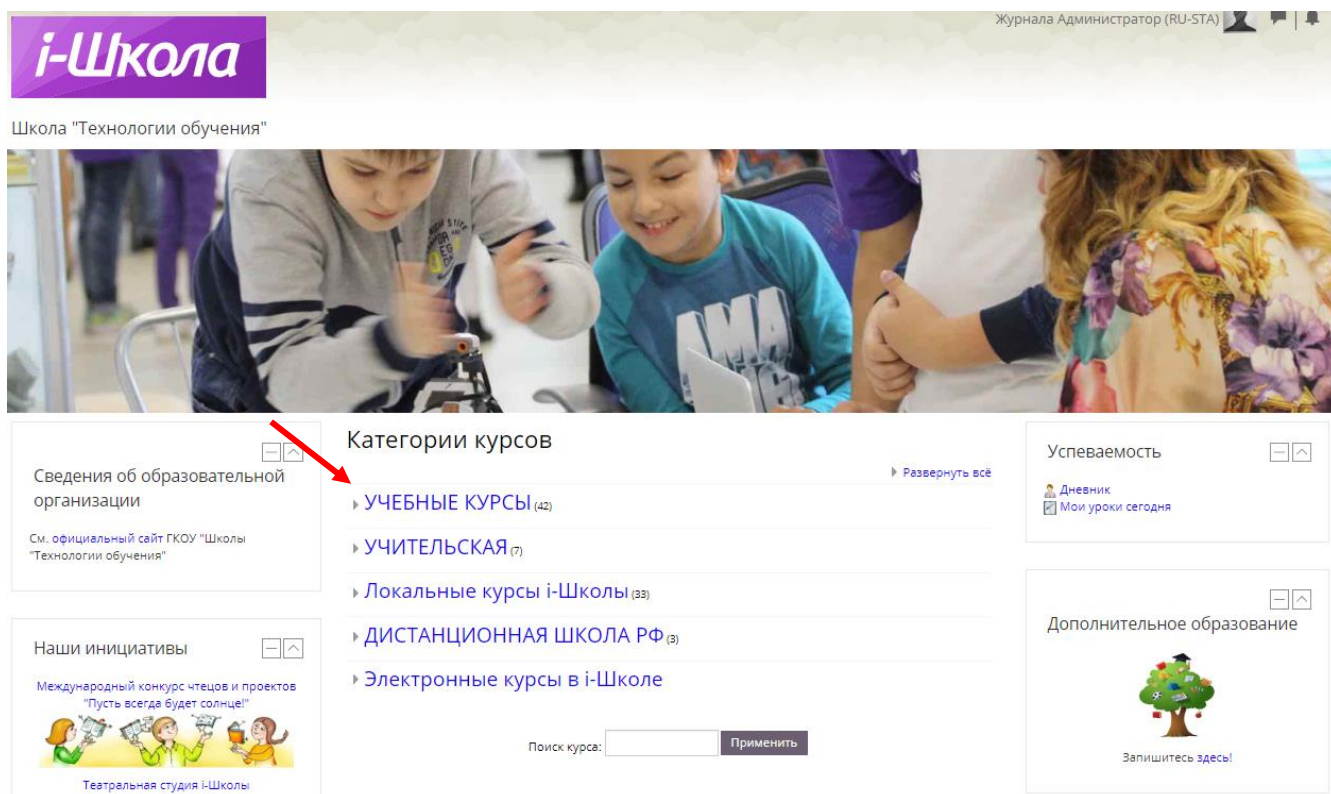 Журнала Администратор (RU-STA)
i-Школа
Школа "Технологии обучения"
Сведения об образовательной
организации
См. официальный сайт ГКОУ "Школы
"Технологии обучения"
Наши инициативы
Международный конкурс чтецов и проектов
"Пусть всегда будет солнце!"
Театральная студия i-Школы
Категории курсов
Развернуть всё
УЧЕБНЫЕ КУРСЫ (42)
УЧИТЕЛЬСКАЯ (7)
Локальные курсы i-Школы (33)
ДИСТАНЦИОННАЯ ШКОЛА РФ (3)
Электронные курсы в i-Школе
Поиск курса:
Применить
Успеваемость
Дневник
Мои уроки сегодня
Дополнительное образование
Запишитесь здесь!